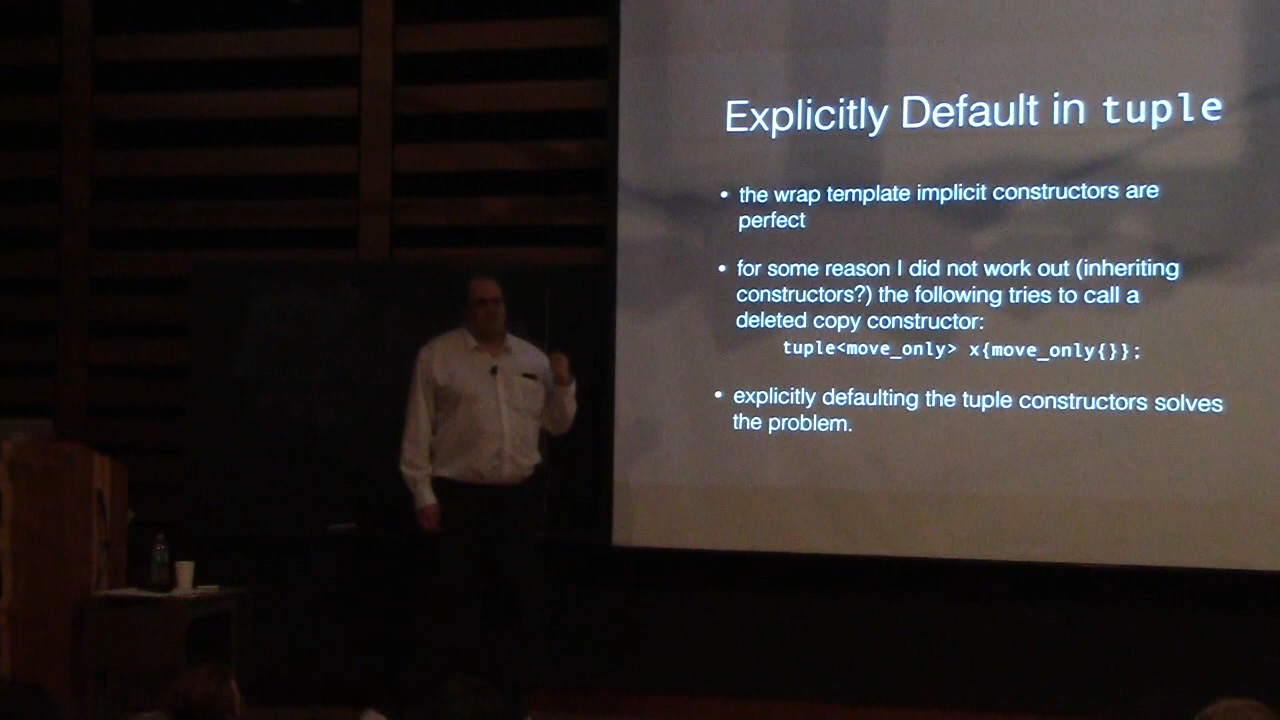 Explicitly Default in tuple
• the wrap template implicit constructors are
perfect
• for some reason I did not work out (inheriting
constructors?) the following tries to call a
deleted copy constructor:
tuple<move_only> x{move_only{}};
• explicitly defaulting the tuple constructors solves
the problem.